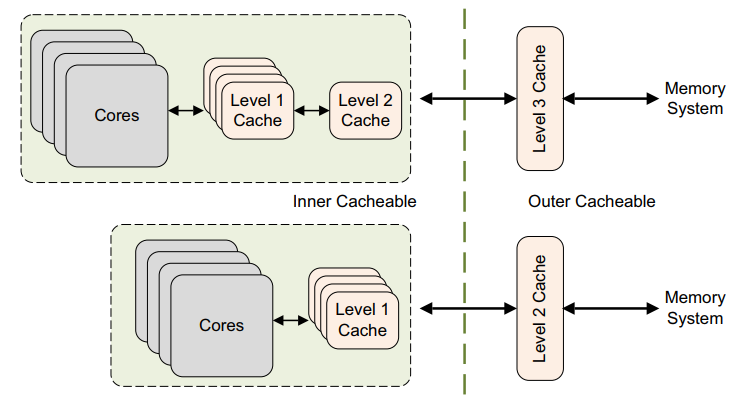 Cores
Level 1
Cache
Level 2
Cache
Level 3 Cache
Memory
System
Inner Cacheable
Outer Cacheable
Cores
Level 1
Cache
Level 2 Cache
Memory
System